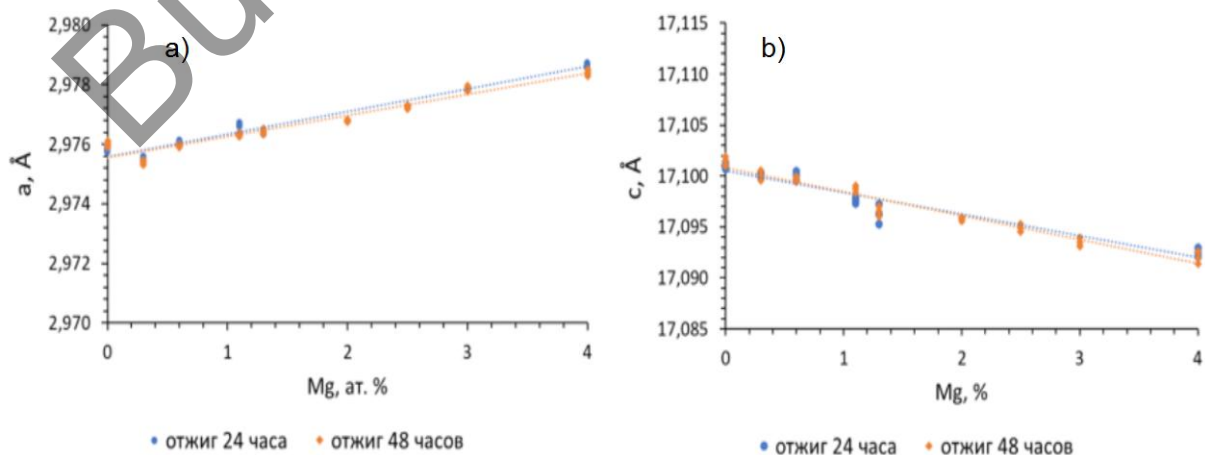 Bu
a)
2,980
2,978
2,976
2,974
2,972
2,970
a, Å
0 1 2 3 4
Mg, ат. %
отжиг 24 часа отжиг 48 часов
b)
17,115
17,110
17,105
17,100
17,095
17,090
17,085
c, Å
0 1 2 3 4
Mg, %
отжиг 24 часа отжиг 48 часов